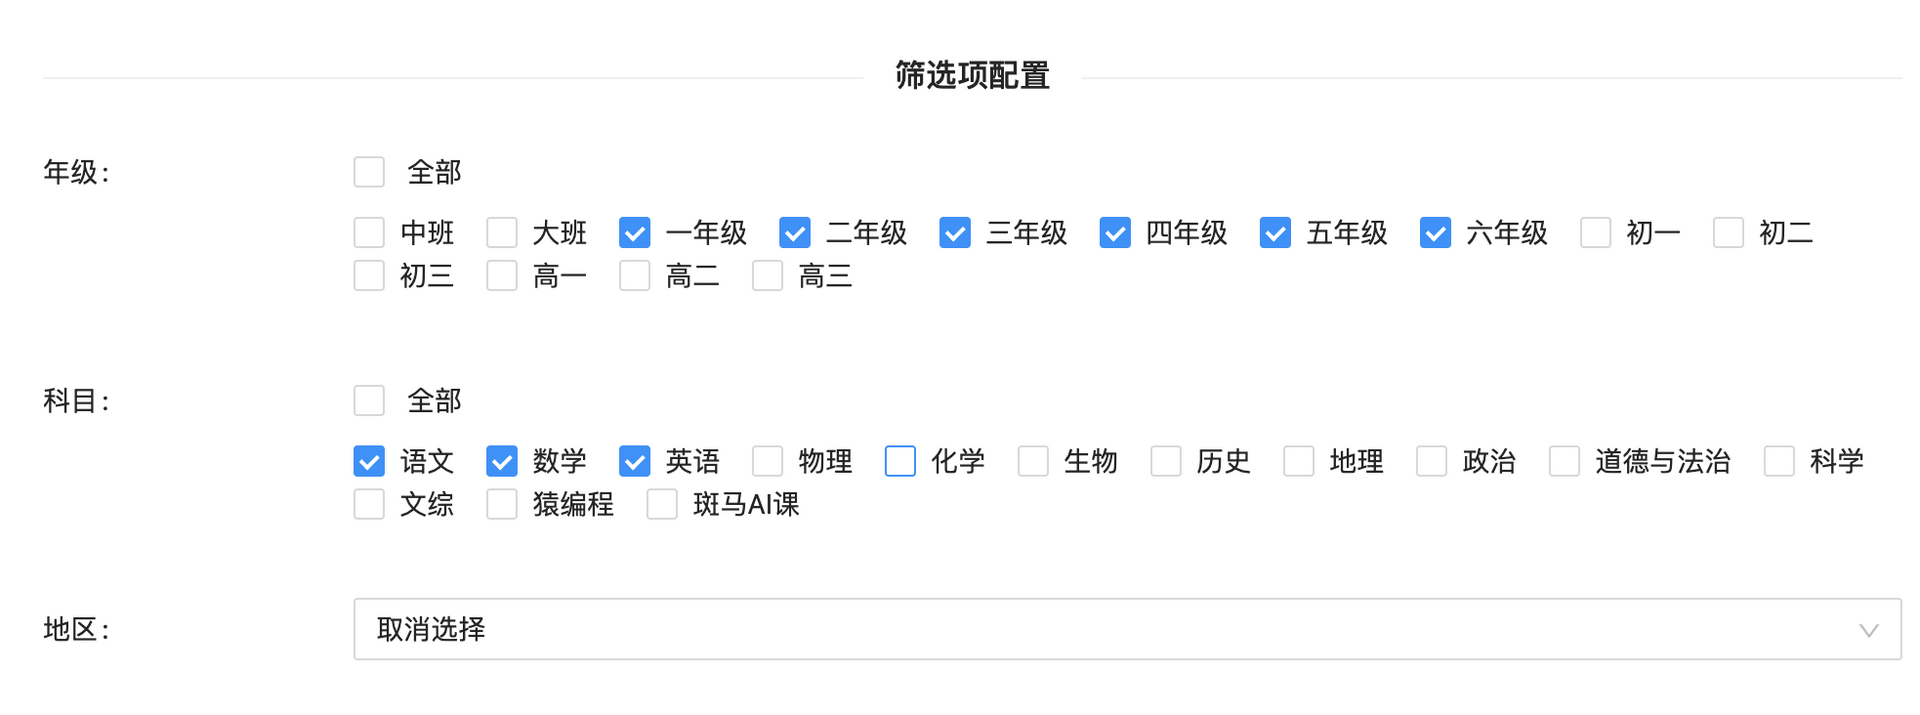 筛选项配置
年级: 全部
中班 大班 一年级 二年级 三年级 四年级 五年级 六年级 初一 初二
初三 高一 高二 高三
科目: 全部
语文 数学 英语 物理 化学 生物 历史 地理 政治 道德与法治 科学
文综 猿编程 斑马AI课
地区: 取消选择